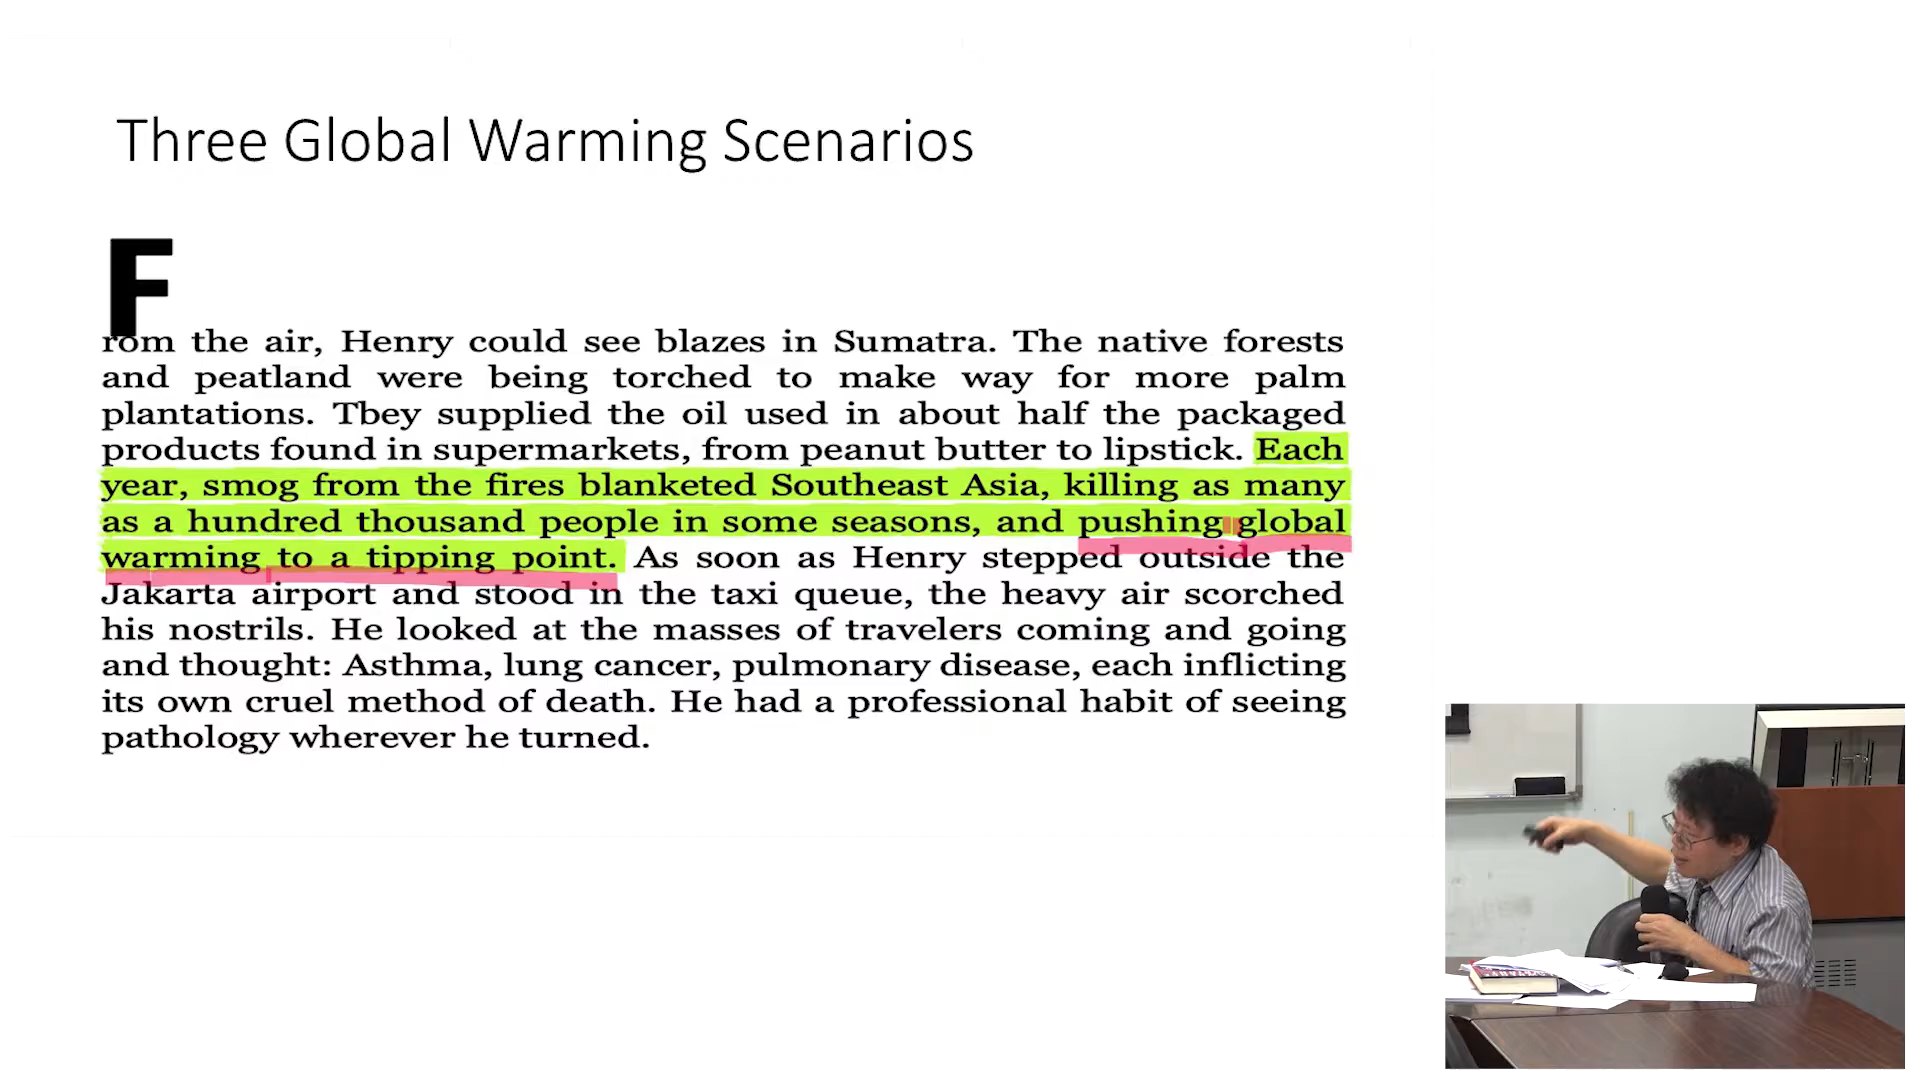 Three Global Warming Scenarios
F
rom the air, Henry could see blazes in Sumatra. The native forests
and peatland were being torched to make way for more palm
plantations. Tbey supplied the oil used in about half the packaged
products found in supermarkets, from peanut butter to lipstick. Each
year, smog from the fires blanketed Southeast Asia, killing as many
as a hundred thousand people in some seasons, and pushing global
warming to a tipping point. As soon as Henry stepped outside the
Jakarta airport and stood in the taxi queue, the heavy air scorched
his nostrils. He looked at the masses of travelers coming and going
and thought: Asthma, lung cancer, pulmonary disease, each inflicting
its own cruel method of death. He had a professional habit of seeing
pathology wherever he turned.